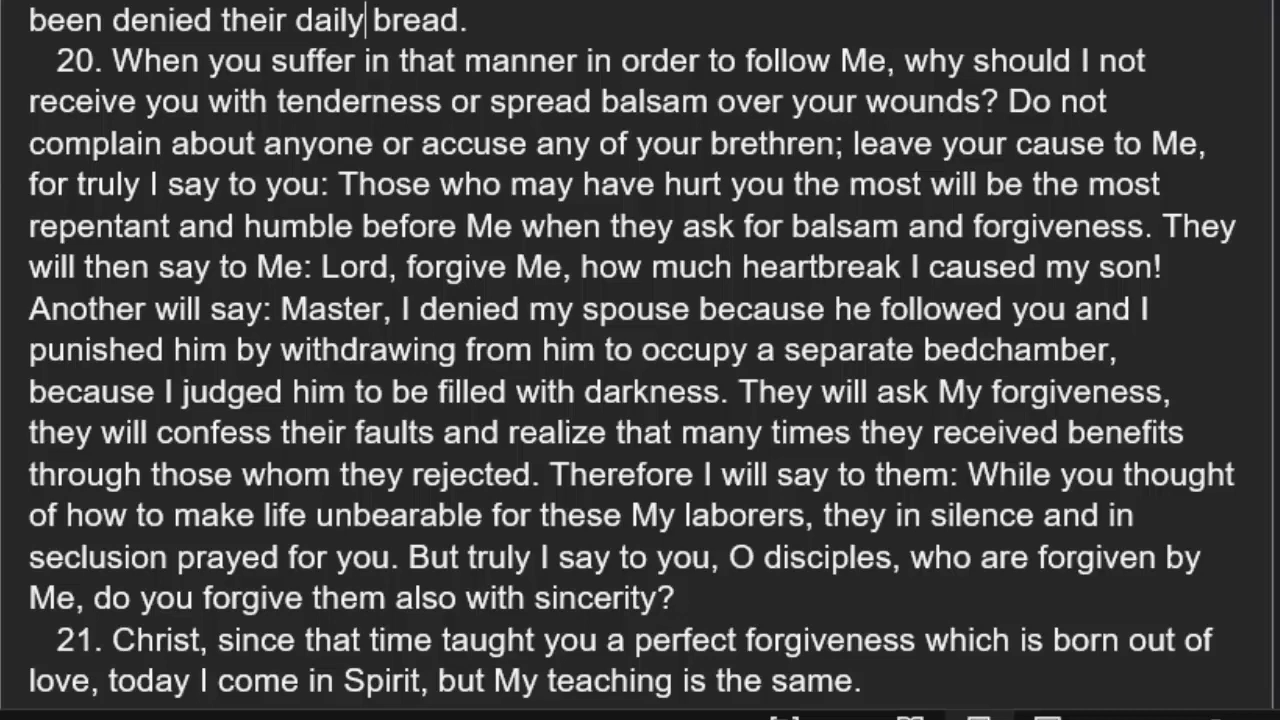 been denied their daily bread.
20. When you suffer in that manner in order to follow Me, why should I not
receive you with tenderness or spread balsam over your wounds? Do not
complain about anyone or accuse any of your brethren; leave your cause to Me,
for truly I say to you: Those who may have hurt you the most will be the most
repentant and humble before Me when they ask for balsam and forgiveness. They
will then say to Me: Lord, forgive Me, how much heartbreak I caused my son!
Another will say: Master, I denied my spouse because he followed you and I
punished him by withdrawing from him to occupy a separate bedchamber,
because I judged him to be filled with darkness. They will ask My forgiveness,
they will confess their faults and realize that many times they received benefits
through those whom they rejected. Therefore I will say to them: While you thought
of how to make life unbearable for these My laborers, they in silence and in
seclusion prayed for you. But truly I say to you, O disciples, who are forgiven by
Me, do you forgive them also with sincerity?
21. Christ, since that time taught you a perfect forgiveness which is born out of
love, today I come in Spirit, but My teaching is the same.